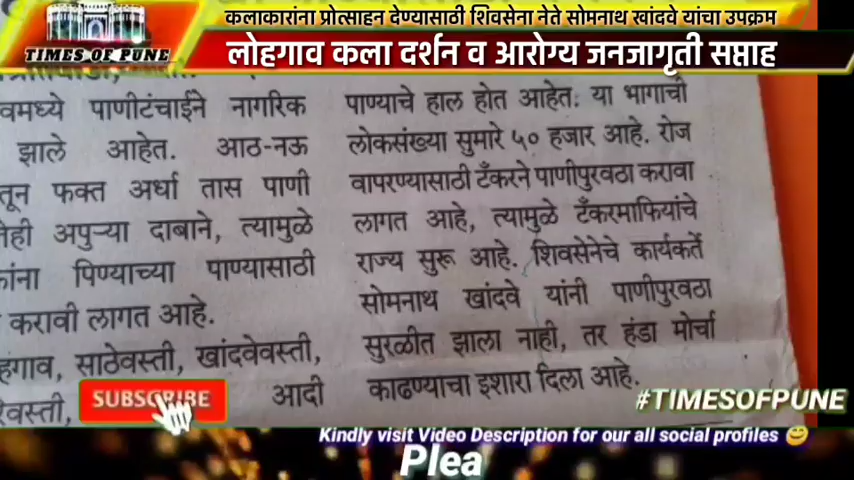 कलाकारांना प्रोत्साहन देण्यासाठी शिवसेना नेते सोमनाथ खांदवे यांचा उपक्रम
TIMES OF PUNE
लोहगाव कला दर्शन व आरोग्य जनजागृती सप्ताह
वमध्ये पाणीटंचाईने नागरिक
झाले आहेत. आठ-नऊ
तून फक्त अर्धा तास पाणी
अपुऱ्या दाबाने, त्यामुळे
पिण्याच्या पाण्यासाठी
करावी लागत आहे.
साठेवस्ती, खांदवेवस्ती,
आदी
पाण्याचे हाल होत आहेत. या भागाची
लोकसंख्या सुमारे ५० हजार आहे. रोज
वापरण्यासाठी टँकरने पाणीपुरवठा करावा
लागत आहे, त्यामुळे टँकरमाफियांचे
राज्य सुरू आहे. शिवसेनेचे कार्यकर्ते
सोमनाथ खांदवे यांनी पाणीपुरवठा
सुरळीत झाला नाही, तर हंडा मोर्चा
काढण्याचा इशारा दिला आहे.
SUBSCRIBE
#TIMESOFPUNE
Kindly visit Video Description for our all social profiles
Plea